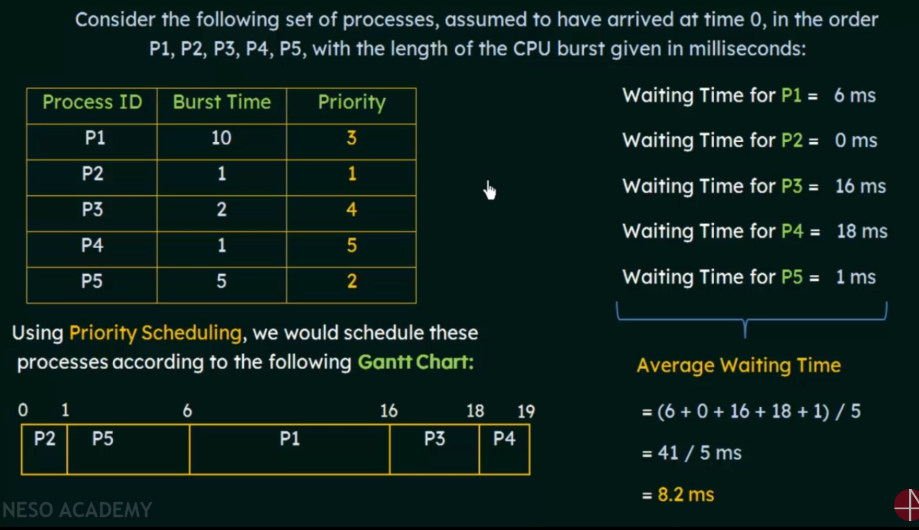 Consider the following set of processes, assumed to have arrived at time 0, in the order
P1, P2, P3, P4, P5, with the length of the CPU burst given in milliseconds:
Process ID Burst Time Priority
P1 10 3
P2 1 1
P3 2 4
P4 1 5
P5 5 2
Waiting Time for P1 = 6 ms
Waiting Time for P2 = 0 ms
Waiting Time for P3 = 16 ms
Waiting Time for P4 = 18 ms
Waiting Time for P5 = 1 ms
Using Priority Scheduling, we would schedule these
processes according to the following Gantt Chart:
0 1 6 16 18 19
P2 P5 P1 P3 P4
Average Waiting Time
= (6 + 0 + 16 + 18 + 1) / 5
= 41 / 5 ms
= 8.2 ms
NESO ACADEMY
N